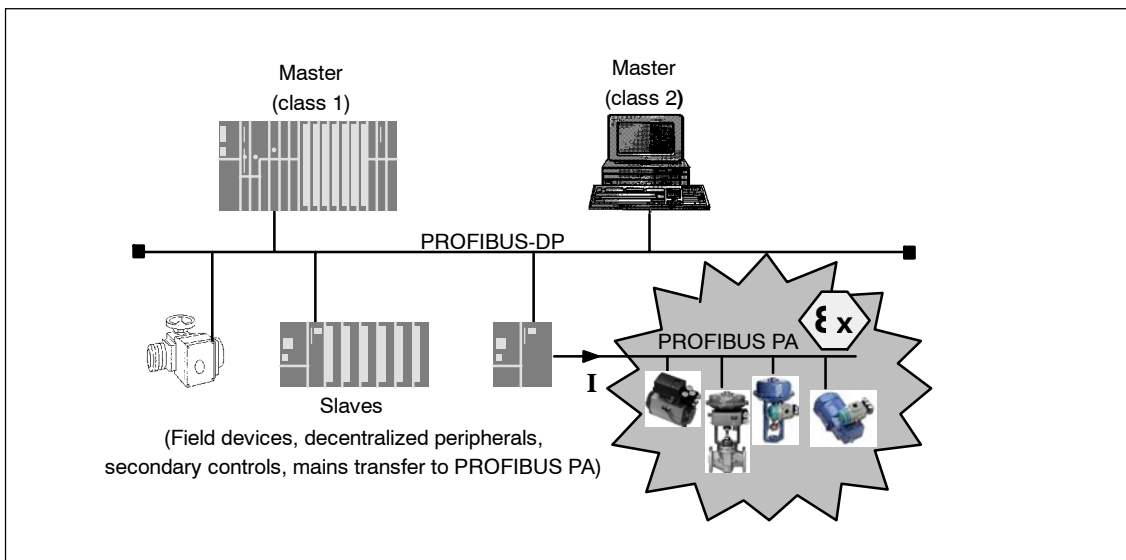 Master
(class 1)
Master
(class 2)
PROFIBUS-DP
εx
PROFIBUS PA
I
Slaves
(Field devices, decentralized peripherals,
secondary controls, mains transfer to PROFIBUS PA)